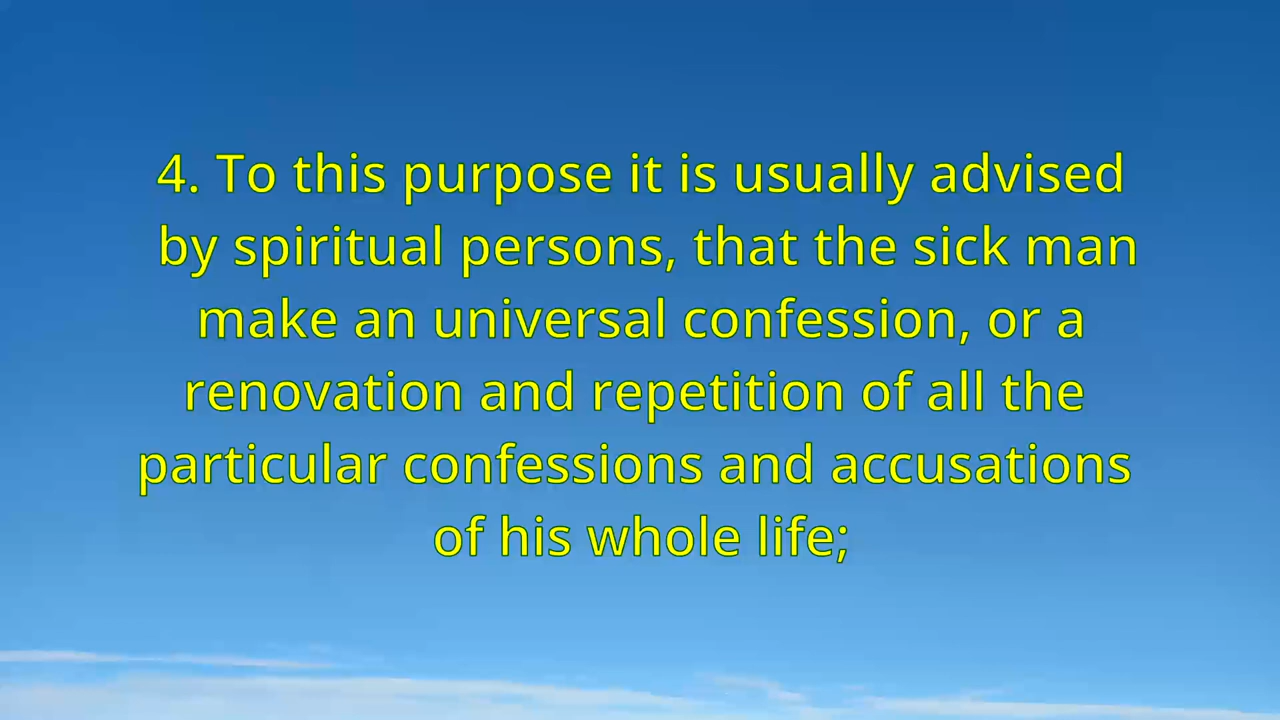 4. To this purpose it is usually advised
by spiritual persons, that the sick man
make an universal confession, or a
renovation and repetition of all the
particular confessions and accusations
of his whole life;